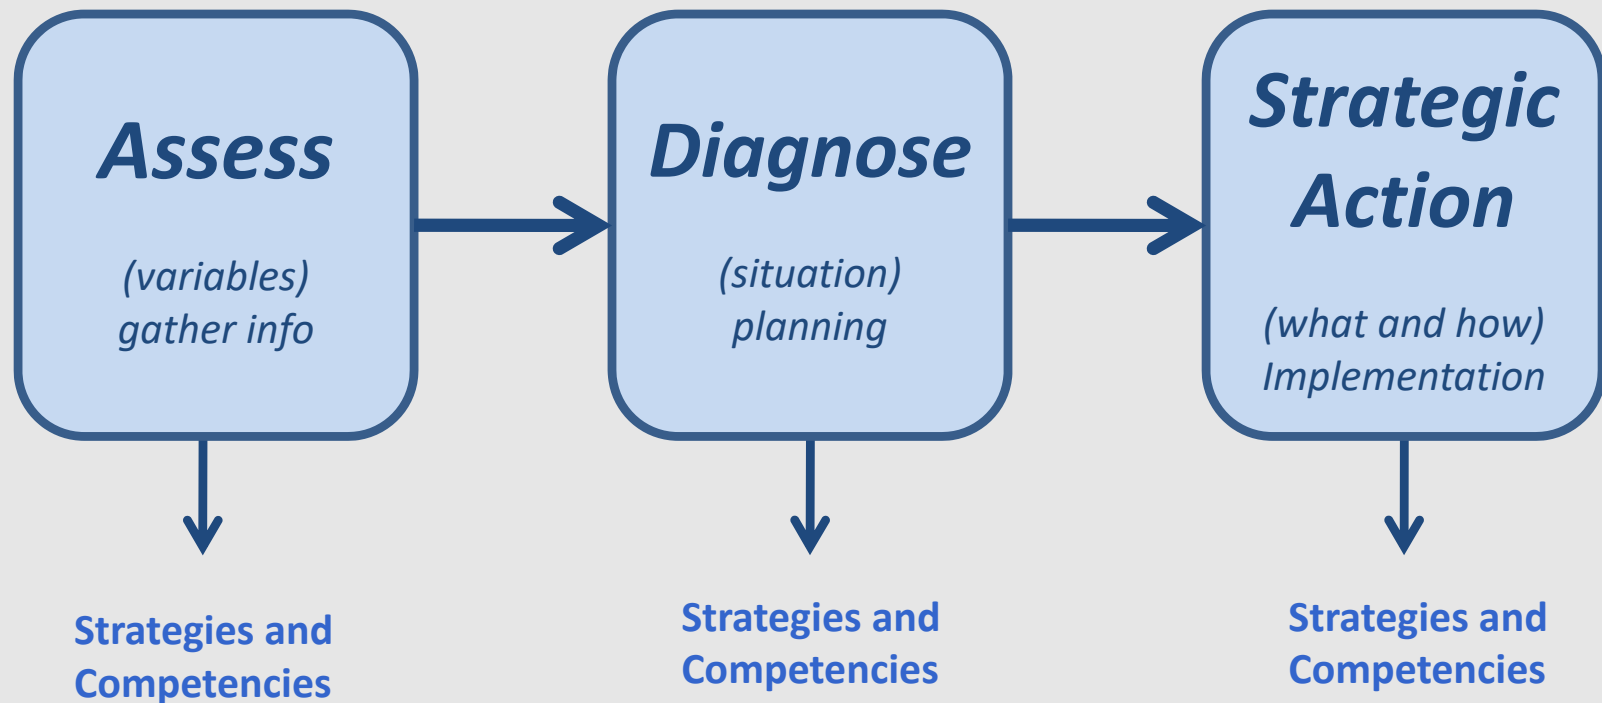 Assess
(variables)
gather info
Diagnose
(situation)
planning
Strategic
Action
(what and how)
Implementation
Strategies and
Competencies
Strategies and
Competencies
Strategies and
Competencies